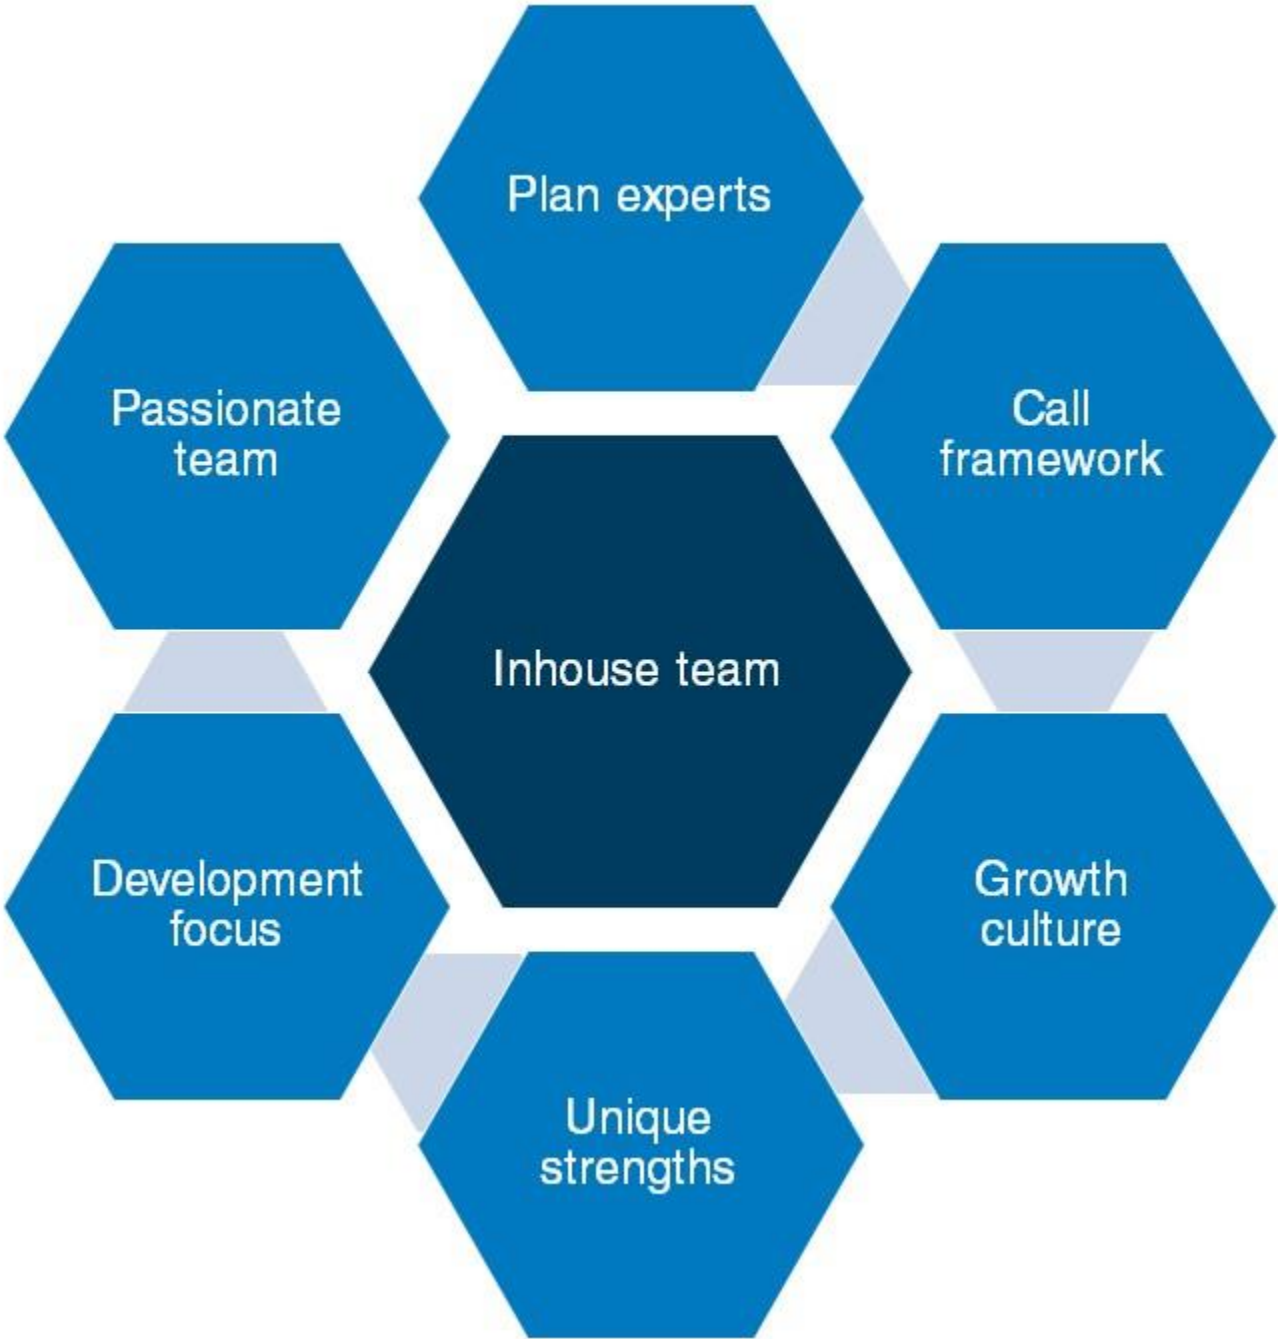 Plan experts
Passionate
team
Call
framework
Inhouse team
Development
focus
Growth
culture
Unique
strengths